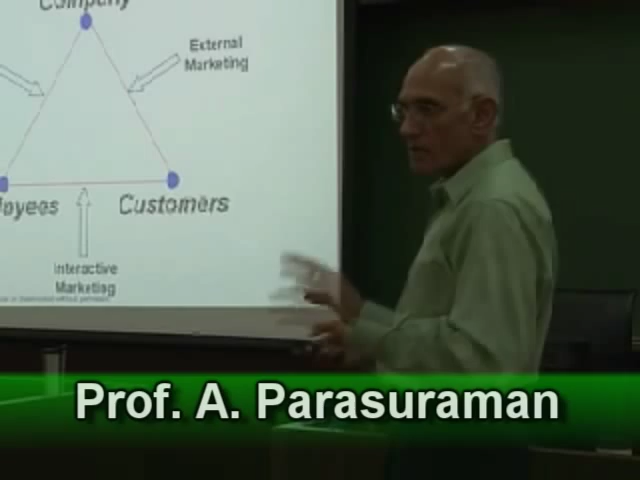 Company
External
Marketing
loyees
Customers
Interactive
Marketing
Prof. A. Parasuraman